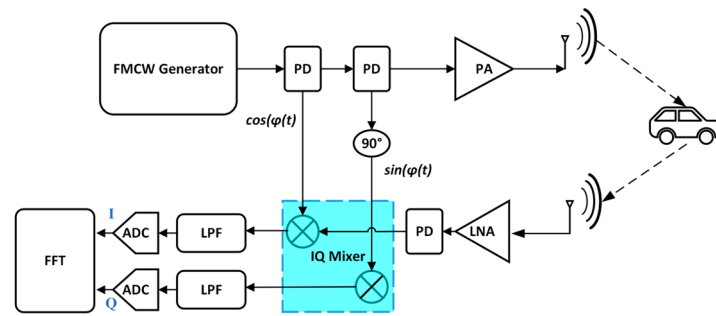 FMCW Generator
PD
PD
PA
cos(φ(t)
90°
sin(φ(t)
I
FFT
ADC
LPF
IQ Mixer
PD
LNA
ADC
LPF
Q